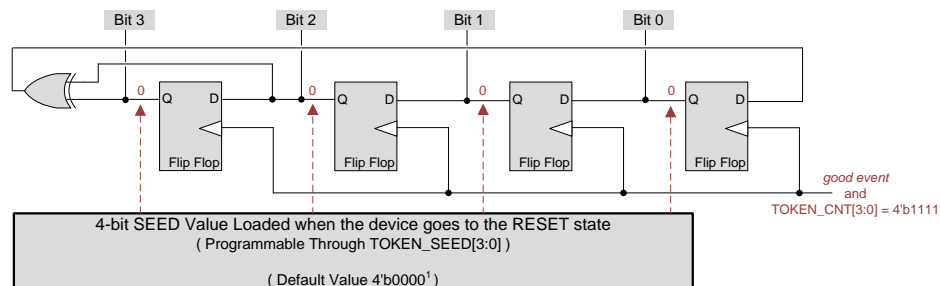 Bit 3 Bit 2 Bit 1 Bit 0
0 0 0 0
Q D Q D Q D Q D
Flip Flop Flip Flop Flip Flop Flip Flop
good event
and
TOKEN_CNT[3:0] = 4'b1111
4-bit SEED Value Loaded when the device goes to the RESET state
( Programmable Through TOKEN_SEED[3:0] )
( Default Value 4'b0000¹ )